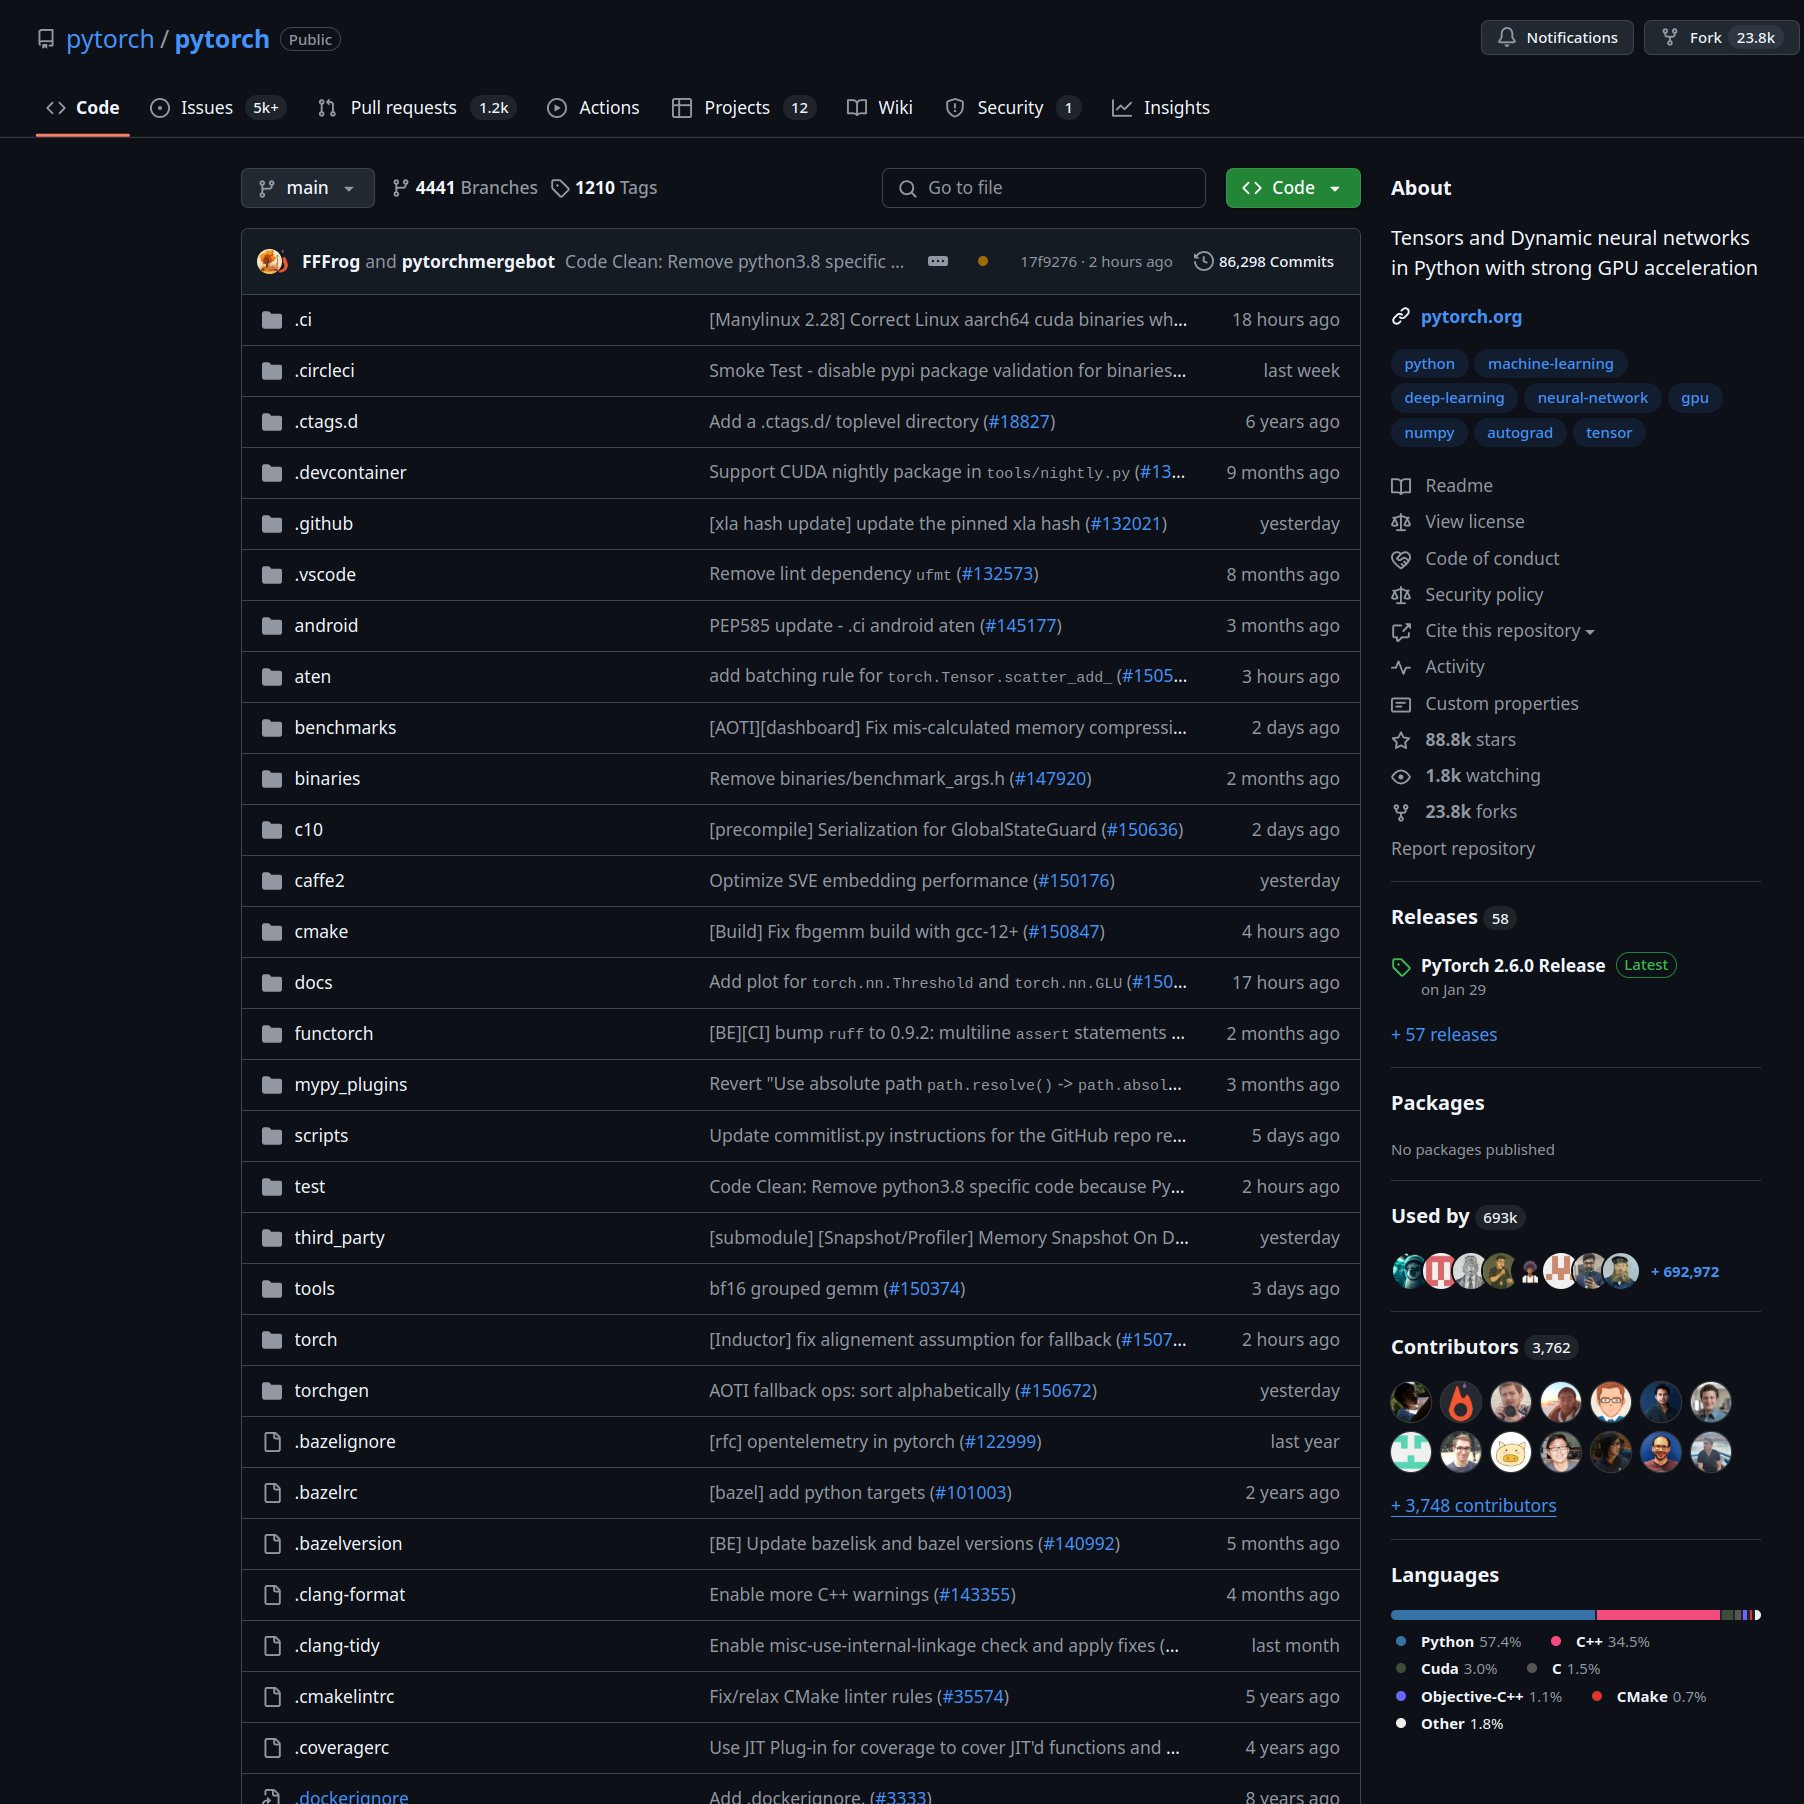 pytorch / pytorch Public Notifications Fork 23.8k
Code Issues 5k+ Pull requests 1.2k Actions Projects 12 Wiki Security 1 Insights
main 4441 Branches 1210 Tags Go to file Code
FFFrog and pytorchmergebot Code Clean: Remove python3.8 specific ... 17f9276 · 2 hours ago 86,298 Commits
.ci [Manylinux 2.28] Correct Linux aarch64 cuda binaries wh... 18 hours ago
.circleci Smoke Test - disable pypi package validation for binaries... last week
.ctags.d Add a .ctags.d/ toplevel directory (#18827) 6 years ago
.devcontainer Support CUDA nightly package in tools/nightly.py (#13... 9 months ago
.github [xla hash update] update the pinned xla hash (#132021) yesterday
.vscode Remove lint dependency ufmt (#132573) 8 months ago
android PEP585 update - .ci android aten (#145177) 3 months ago
aten add batching rule for torch.Tensor.scatter_add_ (#1505... 3 hours ago
benchmarks [AOTI][dashboard] Fix mis-calculated memory compressi... 2 days ago
binaries Remove binaries/benchmark_args.h (#147920) 2 months ago
c10 [precompile] Serialization for GlobalStateGuard (#150636) 2 days ago
caffe2 Optimize SVE embedding performance (#150176) yesterday
cmake [Build] Fix fbgemm build with gcc-12+ (#150847) 4 hours ago
docs Add plot for torch.nn.Threshold and torch.nn.GLU (#150... 17 hours ago
functorch [BE][CI] bump ruff to 0.9.2: multiline assert statements ... 2 months ago
mypy_plugins Revert "Use absolute path path.resolve() -> path.absol... 3 months ago
scripts Update commitlist.py instructions for the GitHub repo re... 5 days ago
test Code Clean: Remove python3.8 specific code because Py... 2 hours ago
third_party [submodule] [Snapshot/Profiler] Memory Snapshot On D... yesterday
tools bf16 grouped gemm (#150374) 3 days ago
torch [Inductor] fix alignement assumption for fallback (#1507... 2 hours ago
torchgen AOTI fallback ops: sort alphabetically (#150672) yesterday
.bazelignore [rfc] opentelemetry in pytorch (#122999) last year
.bazelrc [bazel] add python targets (#101003) 2 years ago
.bazelversion [BE] Update bazelisk and bazel versions (#140992) 5 months ago
.clang-format Enable more C++ warnings (#143355) 4 months ago
.clang-tidy Enable misc-use-internal-linkage check and apply fixes (... last month
.cmakelintrc Fix/relax CMake linter rules (#35574) 5 years ago
.coveragerc Use JIT Plug-in for coverage to cover JIT'd functions and ... 4 years ago
.dockerignore Add .dockerignore. (#3333) 8 years ago
About
Tensors and Dynamic neural networks
in Python with strong GPU acceleration
pytorch.org
python machine-learning
deep-learning neural-network gpu
numpy autograd tensor
Readme
View license
Code of conduct
Security policy
Cite this repository
Activity
Custom properties
88.8k stars
1.8k watching
23.8k forks
Report repository
Releases 58
PyTorch 2.6.0 Release Latest
on Jan 29
+ 57 releases
Packages
No packages published
Used by 693k
+ 692,972
Contributors 3,762
+ 3,748 contributors
Languages
Python 57.4% C++ 34.5%
Cuda 3.0% C 1.5%
Objective-C++ 1.1% CMake 0.7%
Other 1.8%